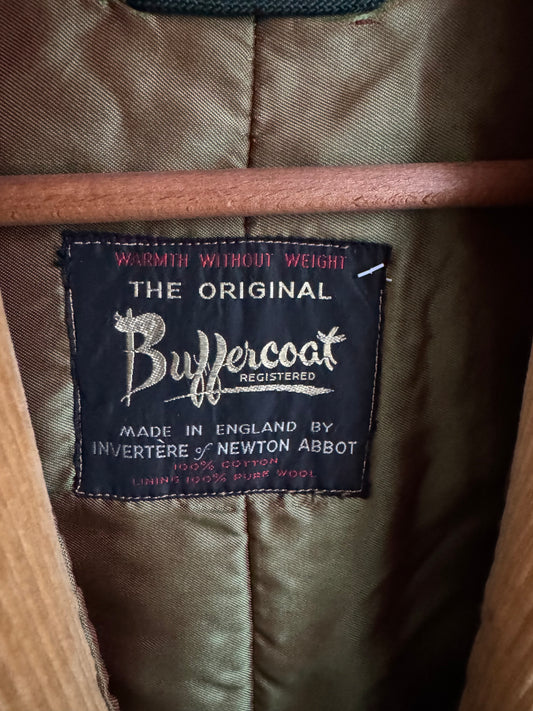 WARMTH WITHOUT WEIGHT
THE ORIGINAL
Buffercoat
REGISTERED
MADE IN ENGLAND BY
INVERTÈRE of NEWTON ABBOT
100% COTTON
LINING 100% PURE WOOL